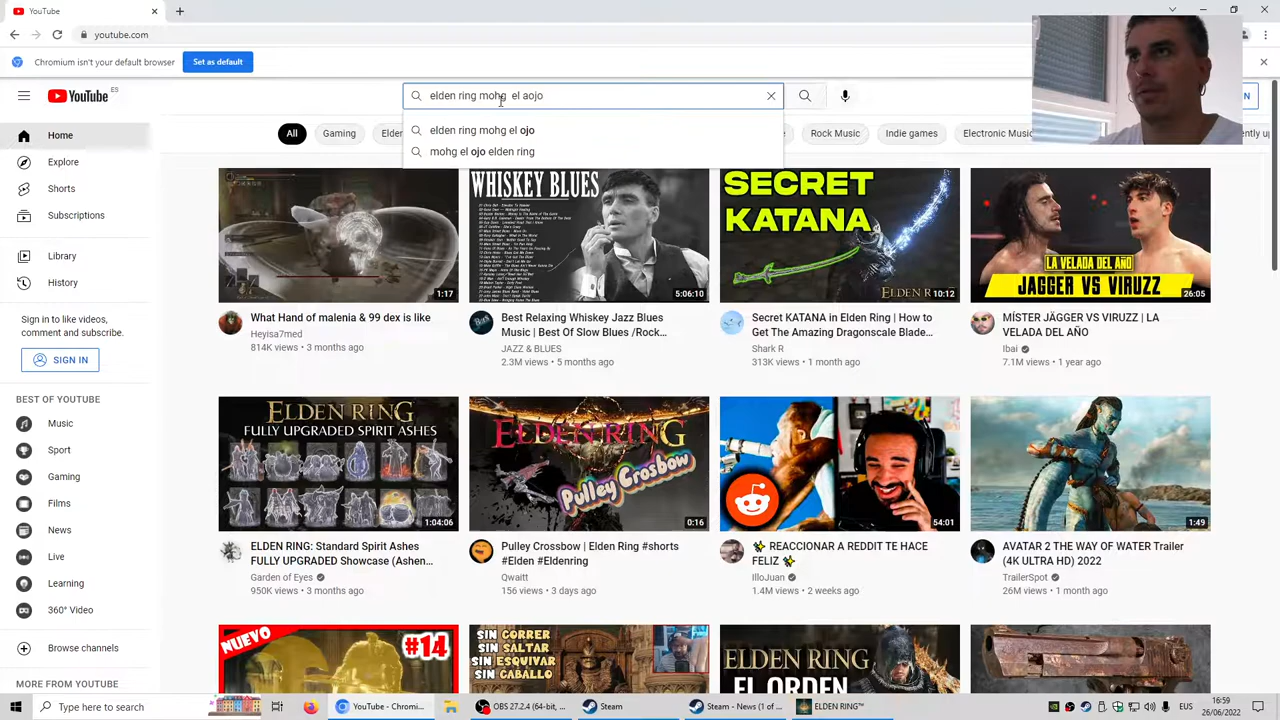 YouTube
youtube.com
Chromium isn't your default browser
Set as default
YouTube ES
elden ring mohg  el aojo
elden ring mohg el ojo
mohg el ojo elden ring
All
Gaming
Elden
Rock Music
Indie games
Electronic Music
Home
Explore
Shorts
Subscriptions
Library
History
Sign in to like videos,
comment and subscribe.
SIGN IN
BEST OF YOUTUBE
Music
Sport
Gaming
Films
News
Live
Learning
360° Video
Browse channels
MORE FROM YOUTUBE
1:17
What Hand of malenia & 99 dex is like
Heyisa7med
814K views • 3 months ago
WHISKEY BLUES
5:06:10
Best Relaxing Whiskey Jazz Blues
Music | Best Of Slow Blues /Rock...
JAZZ & BLUES
2.3M views • 5 months ago
SECRET
KATANA
10:12
Secret KATANA in Elden Ring | How to
Get The Amazing Dragonscale Blade...
Shark R
313K views • 1 month ago
LA VELADA DEL AÑO
JAGGER VS VIRUZZ
26:05
MÍSTER JÄGGER VS VIRUZZ | LA
VELADA DEL AÑO
Ibai
7.1M views • 1 year ago
ELDEN RING
FULLY UPGRADED SPIRIT ASHES
1:04:06
ELDEN RING: Standard Spirit Ashes
FULLY UPGRADED Showcase (Ashen...
Garden of Eyes
950K views • 3 months ago
ELDEN RING
Pulley Crossbow
0:16
Pulley Crossbow | Elden Ring #shorts
#Elden #Eldenring
Qwaitt
156 views • 3 days ago
54:01
✨ REACCIONAR A REDDIT TE HACE
FELIZ ✨
IlloJuan
1.4M views • 2 weeks ago
1:49
AVATAR 2 THE WAY OF WATER Trailer
(4K ULTRA HD) 2022
TrailerSpot
26M views • 1 month ago
NUEVO
#14
SIN CORRER
SIN SALTAR
SIN ESQUIVAR
SIN CABALLO
ELDEN RING
EL ORDEN
Type here to search
YouTube - Chromi...
OBS 27.2.4 (64-bit, ...
Steam
Steam - News (1 of ...
ELDEN RING™
EUS
16:59
26/06/2022